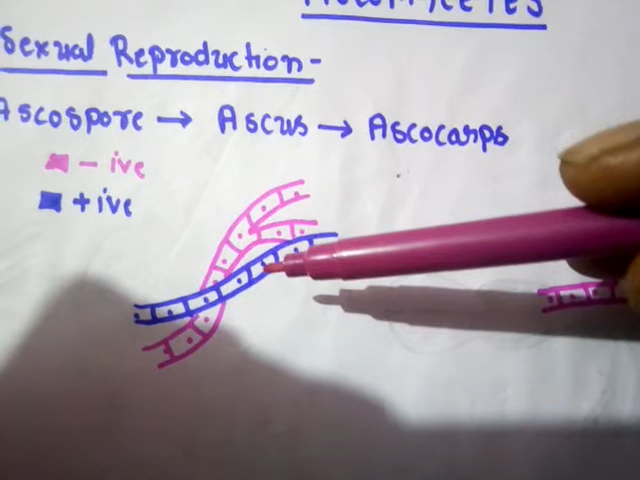 Sexual Reproduction -
Ascospore → Ascus → Ascocarps
- ive
+ ive